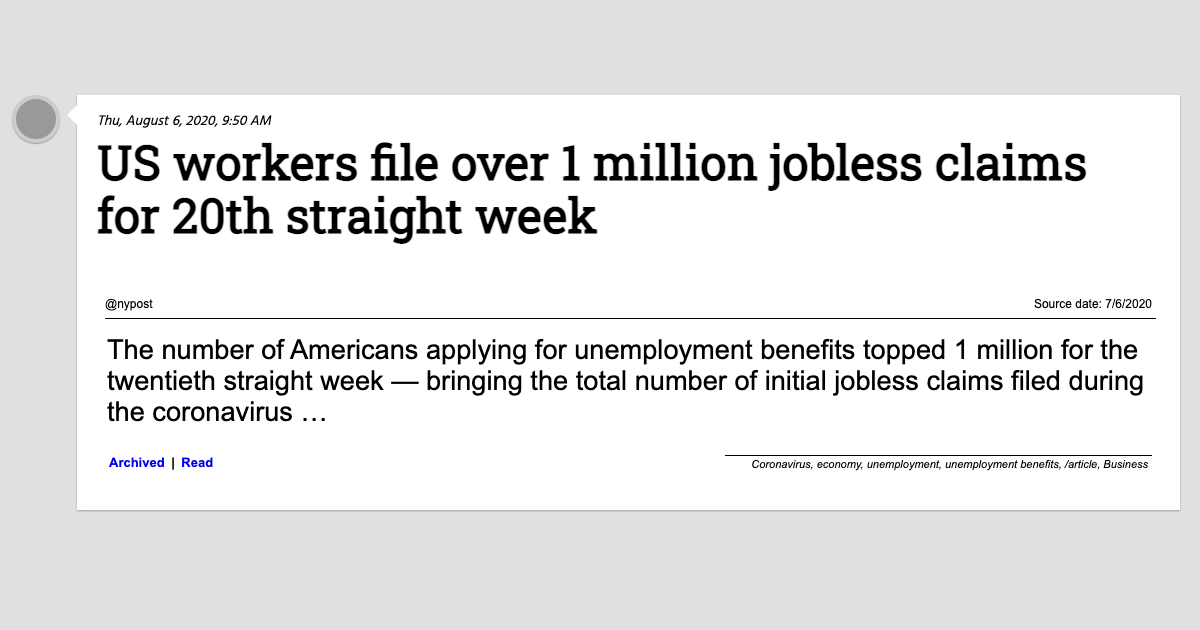 Thu, August 6, 2020, 9:50 AM
US workers file over 1 million jobless claims
for 20th straight week
@nypost
Source date: 7/6/2020
The number of Americans applying for unemployment benefits topped 1 million for the
twentieth straight week — bringing the total number of initial jobless claims filed during
the coronavirus …
Archived | Read
Coronavirus, economy, unemployment, unemployment benefits, /article, Business